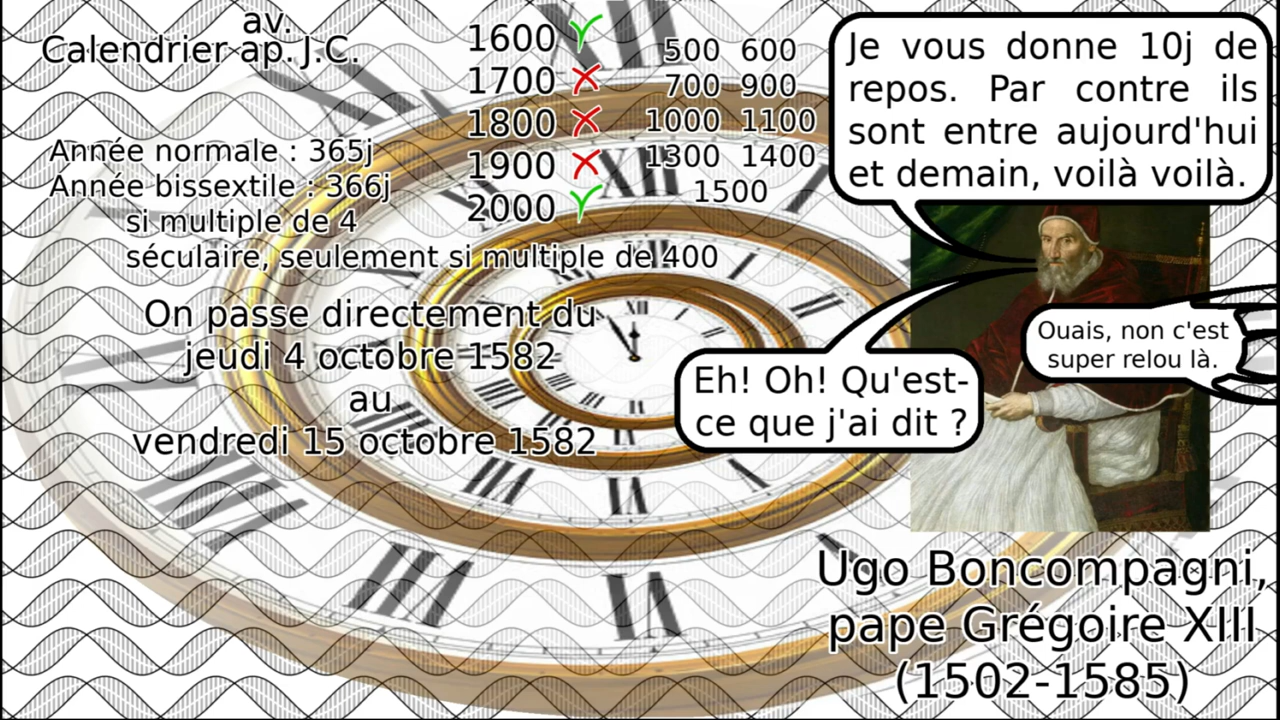 av.
Calendrier ap. J.C.
Année normale : 365j
Année bissextile : 366j
si multiple de 4
séculaire, seulement si multiple de 400
1600
1700
1800
1900
2000
500 600
700 900
1000 1100
1300 1400
1500
On passe directement du
jeudi 4 octobre 1582
au
vendredi 15 octobre 1582
Je vous donne 10j de
repos. Par contre ils
sont entre aujourd'hui
et demain, voilà voilà.
Ouais, non c'est
super relou là.
Eh! Oh! Qu'est-
ce que j'ai dit ?
Ugo Boncompagni,
pape Grégoire XIII
(1502-1585)